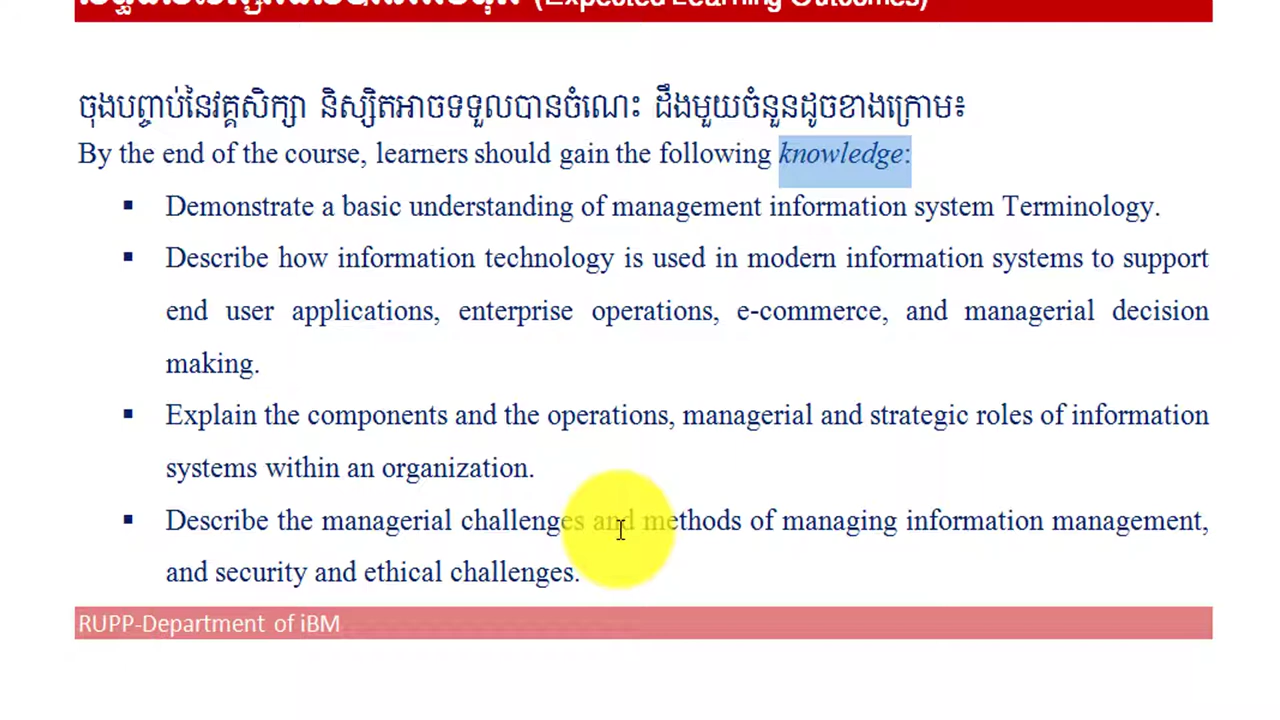 (Expected Learning Outcomes)
ចុងបញ្ចប់នៃវគ្គសិក្សា និស្សិតអាចទទួលបានចំណេះ ដឹងមួយចំនួនដូចខាងក្រោម៖
By the end of the course, learners should gain the following knowledge:
▪ Demonstrate a basic understanding of management information system Terminology.
▪ Describe how information technology is used in modern information systems to support
end user applications, enterprise operations, e-commerce, and managerial decision
making.
▪ Explain the components and the operations, managerial and strategic roles of information
systems within an organization.
▪ Describe the managerial challenges and methods of managing information management,
and security and ethical challenges.
RUPP-Department of iBM